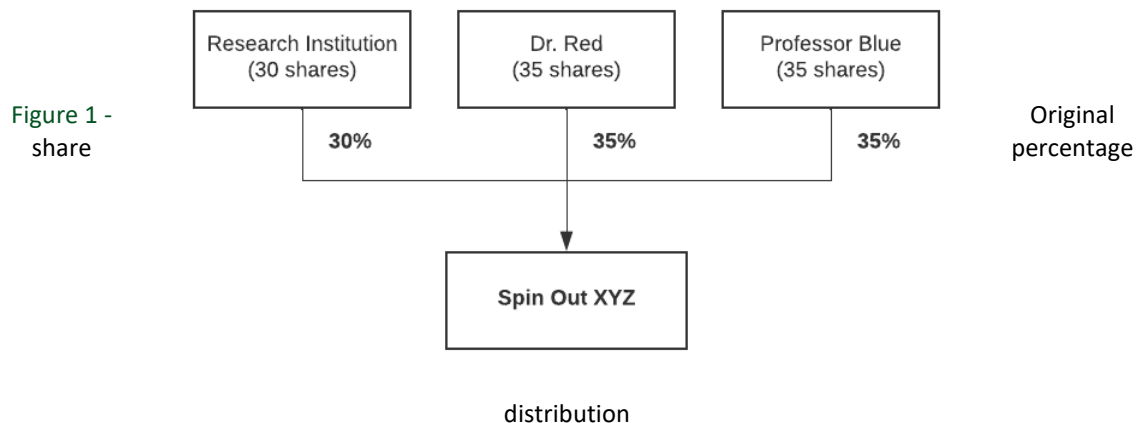 Research Institution
(30 shares)
Dr. Red
(35 shares)
Professor Blue
(35 shares)
Figure 1 -
share
Original
percentage
30%
35%
35%
Spin Out XYZ
distribution